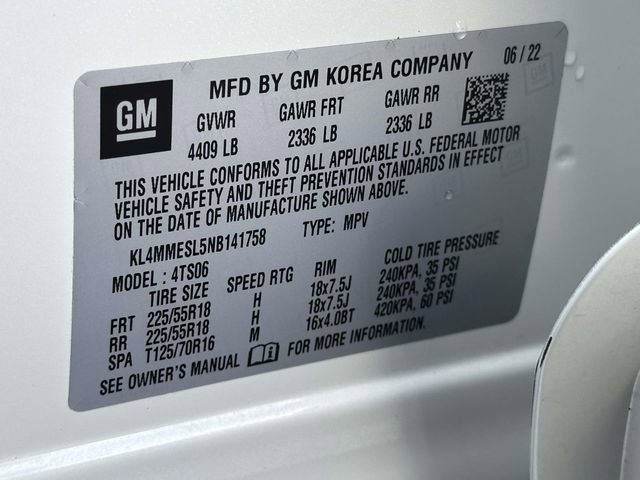 MFD BY GM KOREA COMPANY 06 / 22
GM
GVWR GAWR FRT GAWR RR
4409 LB 2336 LB 2336 LB
THIS VEHICLE CONFORMS TO ALL APPLICABLE U.S. FEDERAL MOTOR
VEHICLE SAFETY AND THEFT PREVENTION STANDARDS IN EFFECT
ON THE DATE OF MANUFACTURE SHOWN ABOVE.
KL4MMESL5NB141758 TYPE: MPV
MODEL : 4TS06
TIRE SIZE SPEED RTG RIM COLD TIRE PRESSURE
FRT 225/55R18 H 18x7.5J 240KPA, 35 PSI
RR 225/55R18 H 18x7.5J 240KPA, 35 PSI
SPA T125/70R16 M 16x4.0BT 420KPA, 60 PSI
SEE OWNER'S MANUAL FOR MORE INFORMATION.